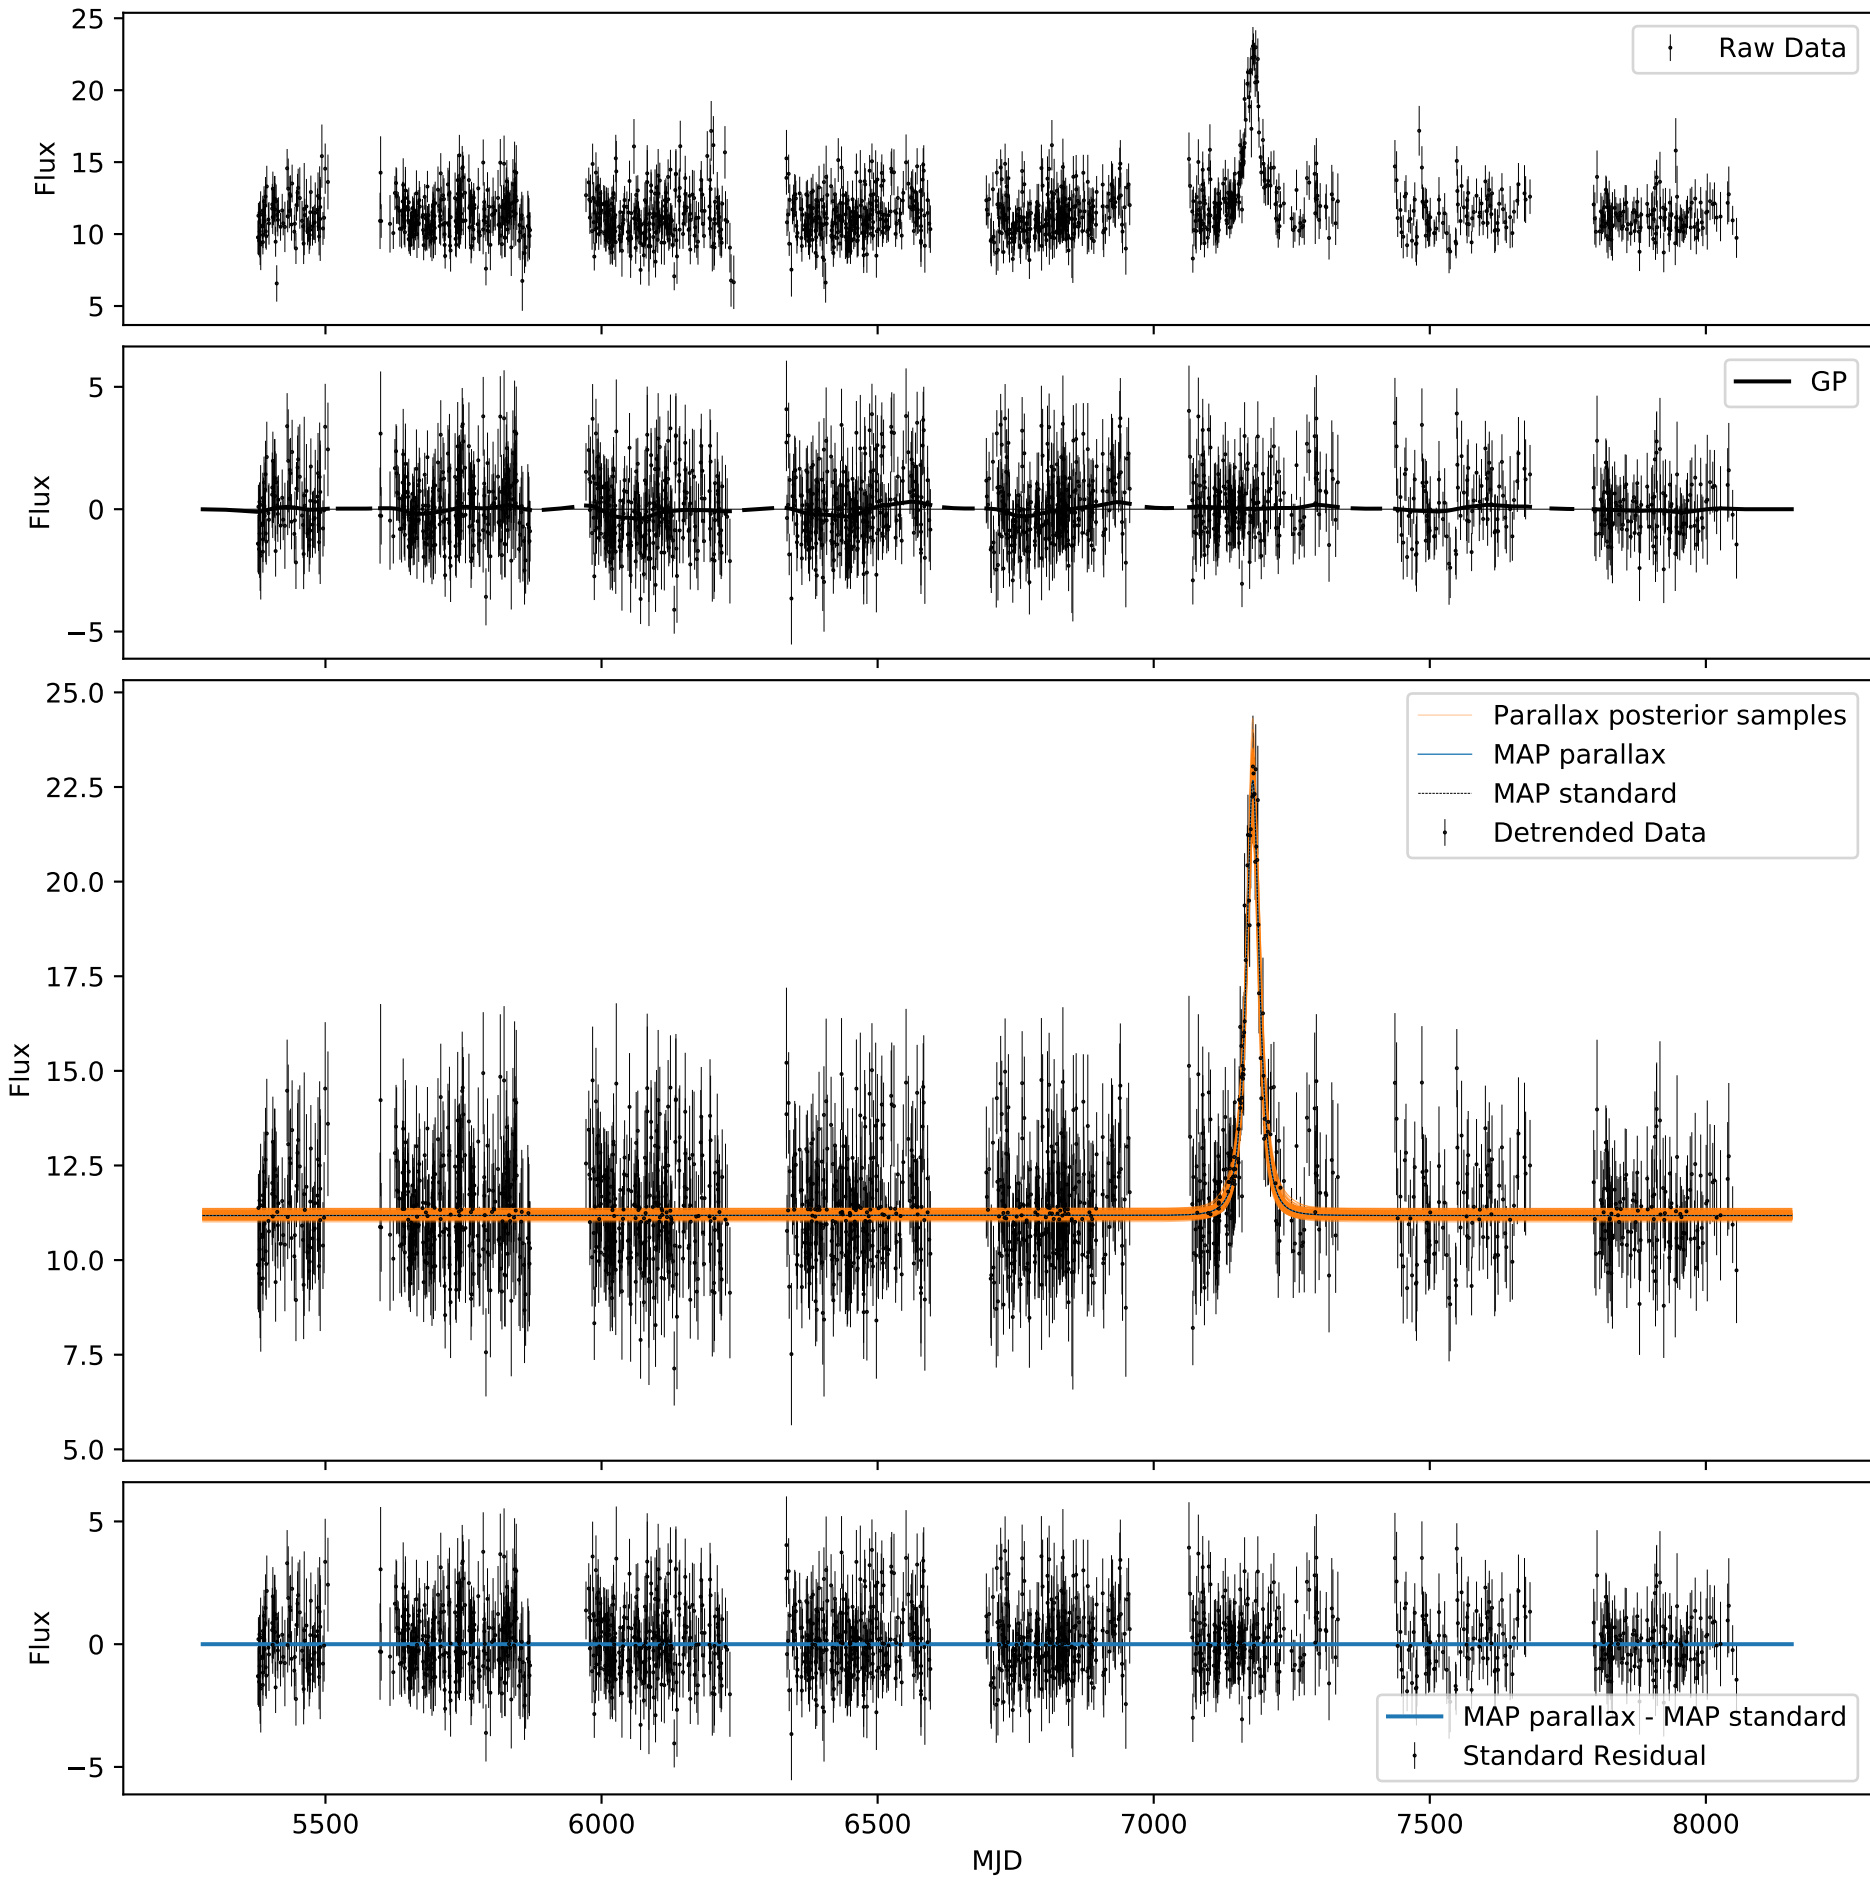 25
20
15
10
5
Flux
Raw Data
5
0
−5
Flux
GP
25.0
22.5
20.0
17.5
15.0
12.5
10.0
7.5
5.0
Flux
Parallax posterior samples
MAP parallax
MAP standard
Detrended Data
5
0
−5
Flux
MAP parallax - MAP standard
Standard Residual
5500 6000 6500 7000 7500 8000
MJD